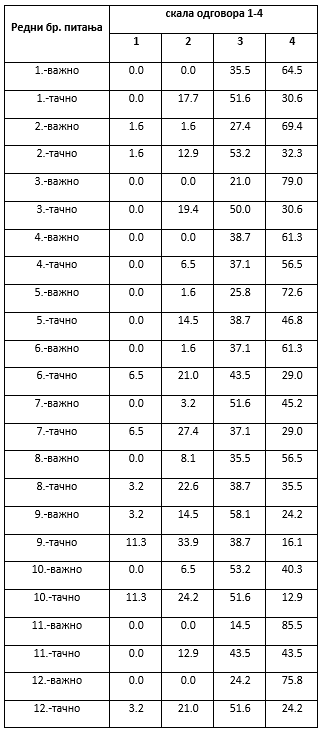 Редни бр. питања скала одговора 1-4
1 2 3 4
1.-важно 0.0 0.0 35.5 64.5
1.-тачно 0.0 17.7 51.6 30.6
2.-важно 1.6 1.6 27.4 69.4
2.-тачно 1.6 12.9 53.2 32.3
3.-важно 0.0 0.0 21.0 79.0
3.-тачно 0.0 19.4 50.0 30.6
4.-важно 0.0 0.0 38.7 61.3
4.-тачно 0.0 6.5 37.1 56.5
5.-важно 0.0 1.6 25.8 72.6
5.-тачно 0.0 14.5 38.7 46.8
6.-важно 0.0 1.6 37.1 61.3
6.-тачно 6.5 21.0 43.5 29.0
7.-важно 0.0 3.2 51.6 45.2
7.-тачно 6.5 27.4 37.1 29.0
8.-важно 0.0 8.1 35.5 56.5
8.-тачно 3.2 22.6 38.7 35.5
9.-важно 3.2 14.5 58.1 24.2
9.-тачно 11.3 33.9 38.7 16.1
10.-важно 0.0 6.5 53.2 40.3
10.-тачно 11.3 24.2 51.6 12.9
11.-важно 0.0 0.0 14.5 85.5
11.-тачно 0.0 12.9 43.5 43.5
12.-важно 0.0 0.0 24.2 75.8
12.-тачно 3.2 21.0 51.6 24.2